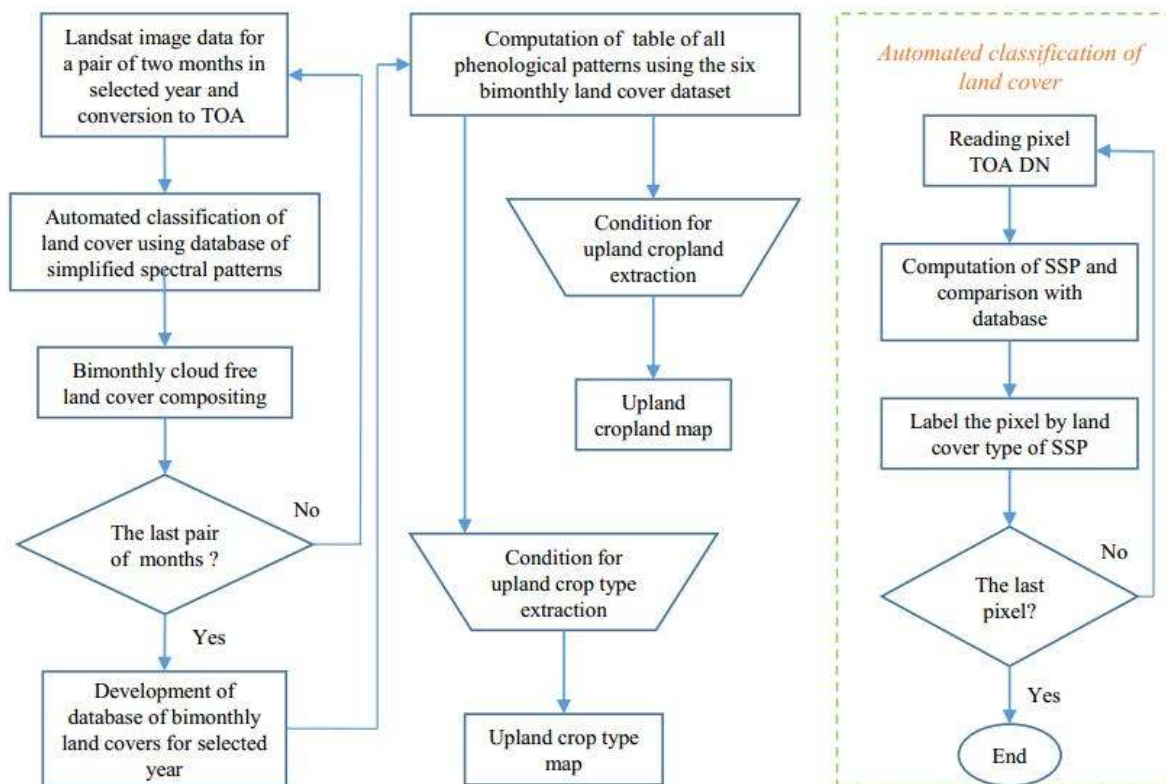 Landsat image data for
a pair of two months in
selected year and
conversion to TOA
Automated classification of
land cover using database of
simplified spectral patterns
Bimonthly cloud free
land cover compositing
The last pair
of months ?
No
Yes
Development of
database of bimonthly
land covers for selected
year
Computation of table of all
phenological patterns using the six
bimonthly land cover dataset
Condition for
upland cropland
extraction
Upland
cropland map
Condition for
upland crop type
extraction
Upland crop type
map
Automated classification of
land cover
Reading pixel
TOA DN
Computation of SSP and
comparison with
database
Label the pixel by land
cover type of SSP
The last
pixel?
No
Yes
End